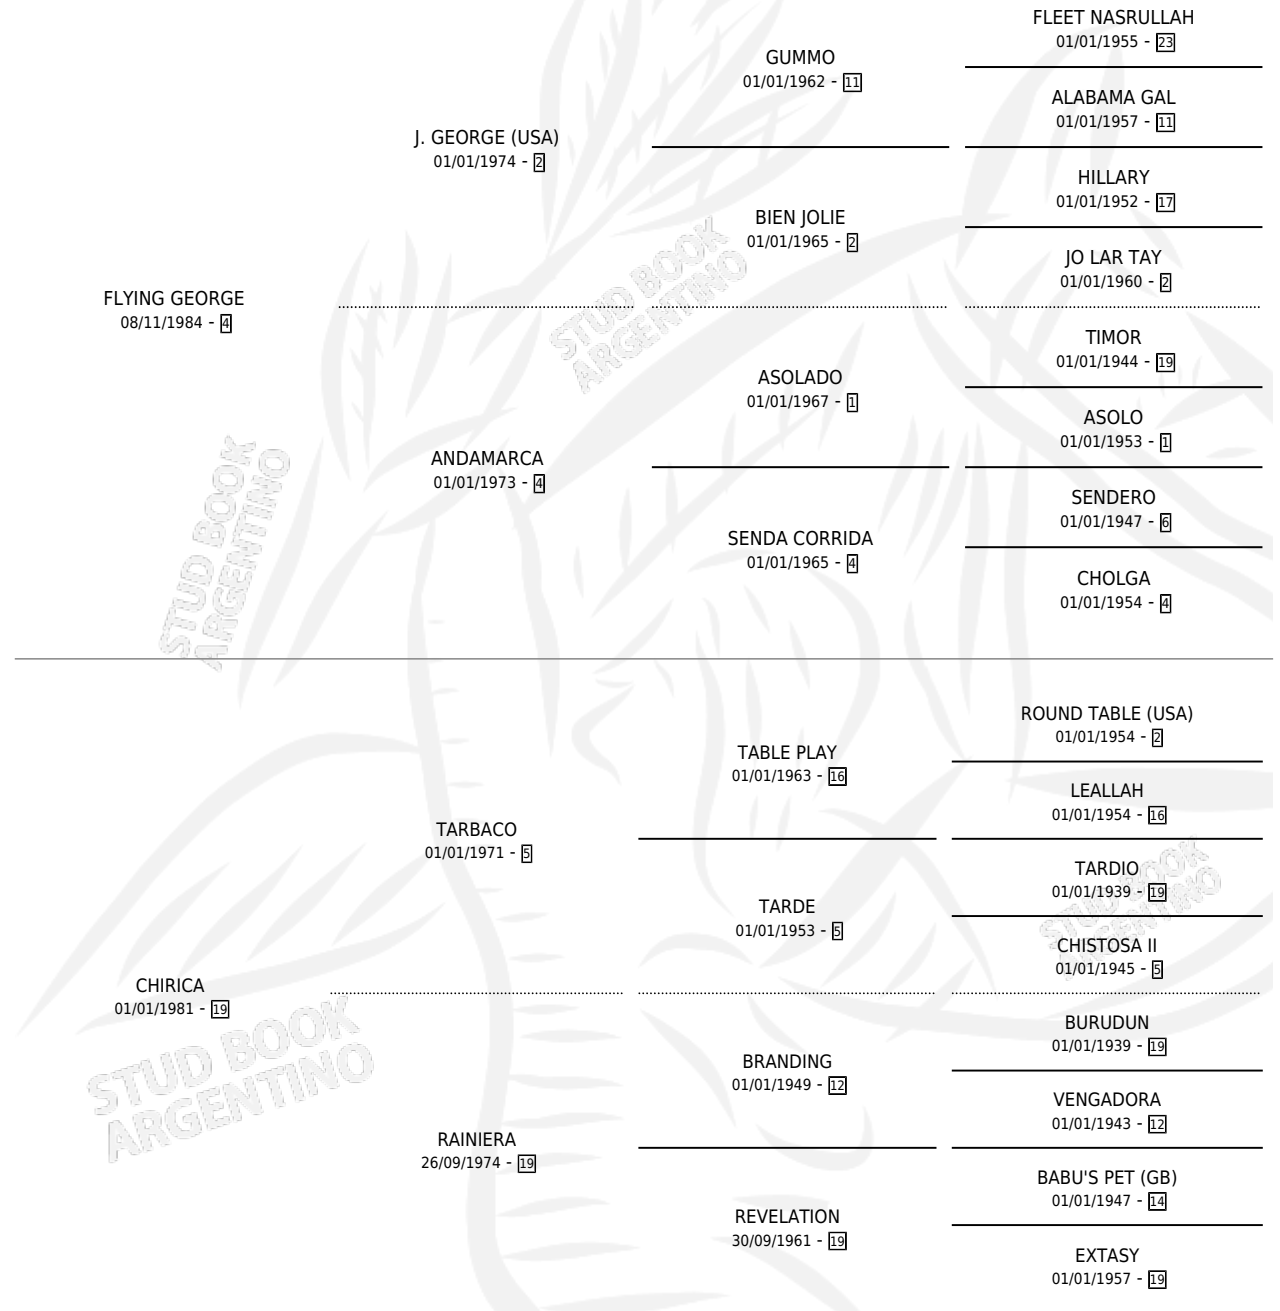 FLEET NASRULLAH
01/01/1955 - 23
GUMMO
01/01/1962 - 11
ALABAMA GAL
01/01/1957 - 11
J. GEORGE (USA)
01/01/1974 - 2
HILLARY
01/01/1952 - 17
BIEN JOLIE
01/01/1965 - 2
JO LAR TAY
01/01/1960 - 2
FLYING GEORGE
08/11/1984 - 4
STUD BOOK
ARGENTINO
TIMOR
01/01/1944 - 19
ASOLADO
01/01/1967 - 1
ASOLO
01/01/1953 - 1
ANDAMARCA
01/01/1973 - 4
SENDERO
01/01/1947 - 6
SENDA CORRIDA
01/01/1965 - 4
CHOLGA
01/01/1954 - 4
STUD BOOK
ARGENTINO
ROUND TABLE (USA)
01/01/1954 - 2
TABLE PLAY
01/01/1963 - 16
LEALLAH
01/01/1954 - 16
TARBACO
01/01/1971 - 5
TARDIO
01/01/1939 - 19
TARDE
01/01/1953 - 5
STUD BOOK
ARGENTINO
CHISTOSA II
01/01/1945 - 5
CHIRICA
01/01/1981 - 19
BURUDUN
01/01/1939 - 19
BRANDING
01/01/1949 - 12
STUD BOOK
ARGENTINO
VENGADORA
01/01/1943 - 12
RAINIERA
26/09/1974 - 19
BABU'S PET (GB)
01/01/1947 - 14
REVELATION
30/09/1961 - 19
EXTASY
01/01/1957 - 19